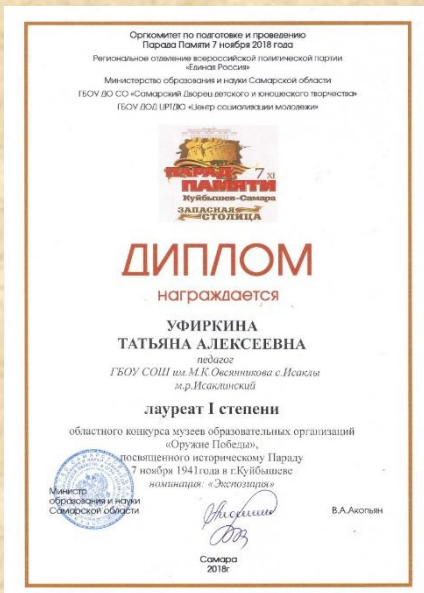 Оргкомитет по подготовке и проведению
Парада Памяти 7 ноября 2018 года
Региональное отделение всероссийской политической партии
«Единая Россия»
Министерство образования и науки Самарской области
ГБОУ ДО СО «Самарский Дворец детского и юношеского творчества»
ГБОУ ДОД ЦРТДЮ «Центр социализации молодежи»
ПАРАД 7 XI
ПАМЯТИ
Куйбышев-Самара
ЗАПАСНАЯ
СТОЛИЦА
ДИПЛОМ
награждается
УФИРКИНА
ТАТЬЯНА АЛЕКСЕЕВНА
педагог
ГБОУ СОШ им.М.К.Овсянникова с.Исаклы
м.р.Исаклинский
лауреат I степени
областного конкурса музеев образовательных организаций
«Оружие Победы»,
посвященного историческому Параду
7 ноября 1941года в г.Куйбышеве
номинация: «Экспозиция»
Министр
образования и науки
Самарской области
В.А.Акопьян
Самара
2018г